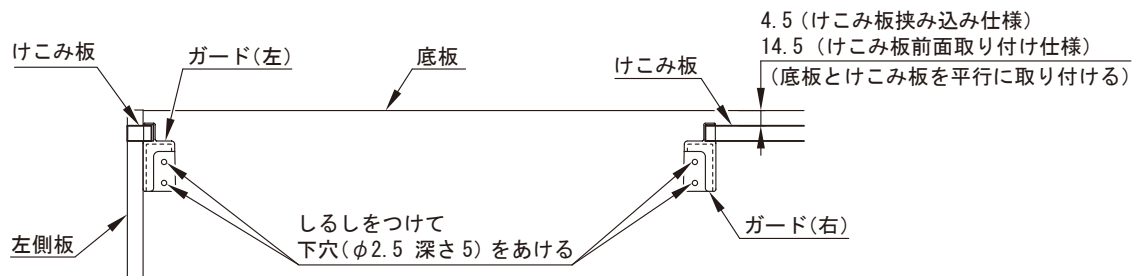 4.5（けこみ板挟み込み仕様）
14.5（けこみ板前面取り付け仕様）
（底板とけこみ板を平行に取り付ける）
けこみ板
ガード(左)
底板
けこみ板
しるしをつけて
下穴(φ2.5 深さ5)をあける
ガード(右)
左側板